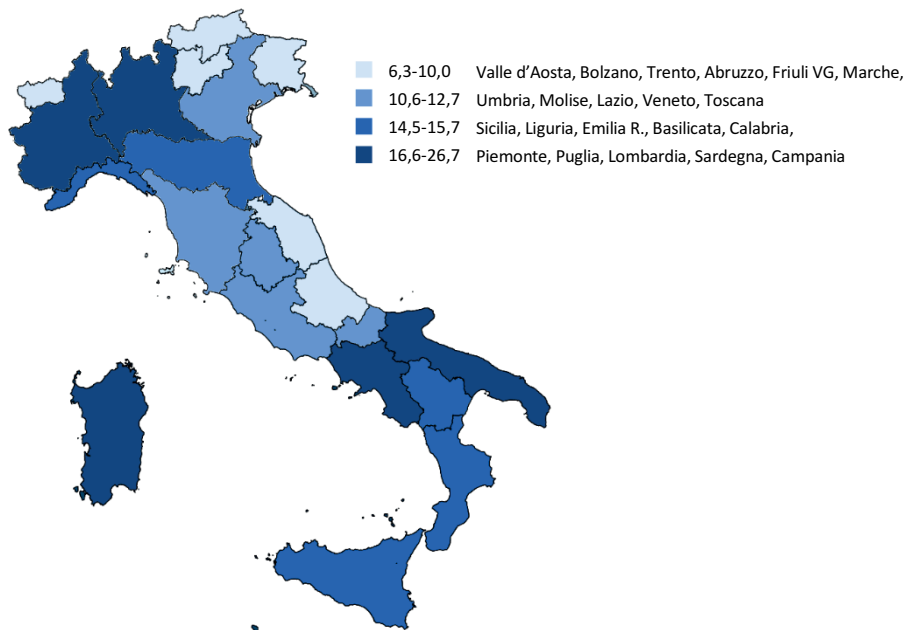 6,3-10,0 Valle d’Aosta, Bolzano, Trento, Abruzzo, Friuli VG, Marche,
10,6-12,7 Umbria, Molise, Lazio, Veneto, Toscana
14,5-15,7 Sicilia, Liguria, Emilia R., Basilicata, Calabria,
16,6-26,7 Piemonte, Puglia, Lombardia, Sardegna, Campania